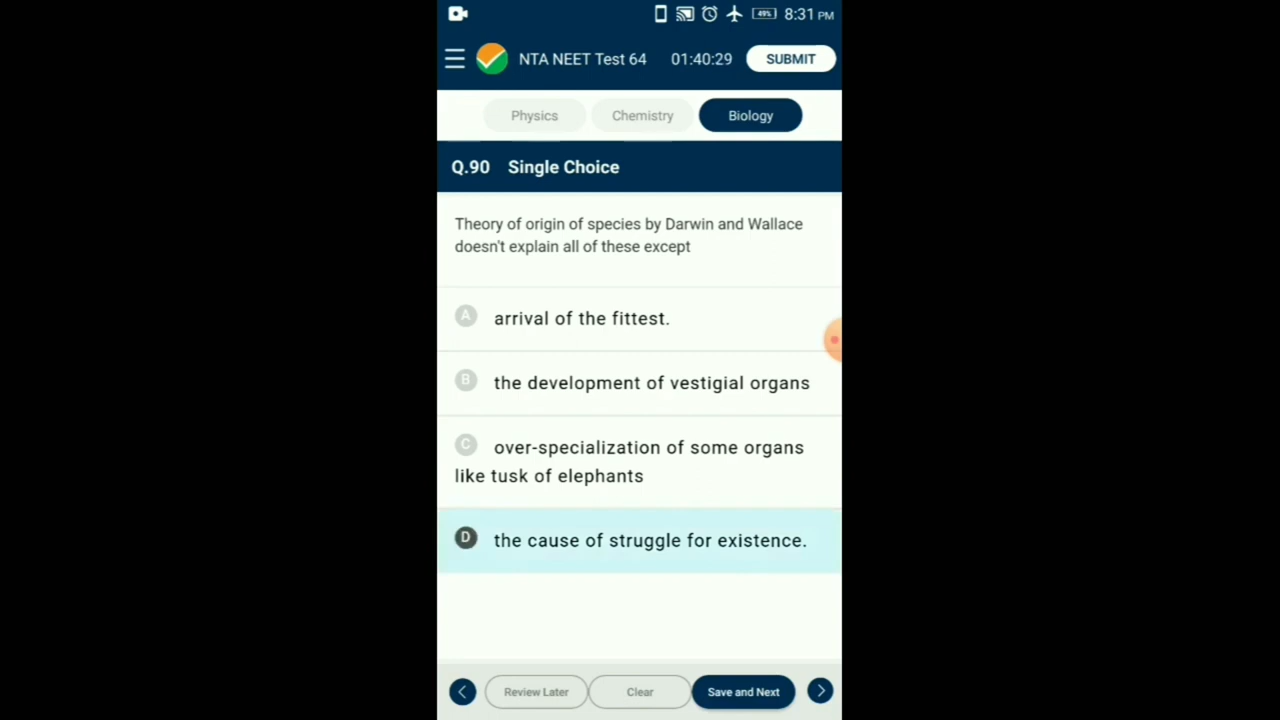 49% 8:31 PM
NTA NEET Test 64 01:40:29 SUBMIT
Physics Chemistry Biology
Q.90 Single Choice
Theory of origin of species by Darwin and Wallace
doesn't explain all of these except
A arrival of the fittest.
B the development of vestigial organs
C over-specialization of some organs
like tusk of elephants
D the cause of struggle for existence.
Review Later Clear Save and Next